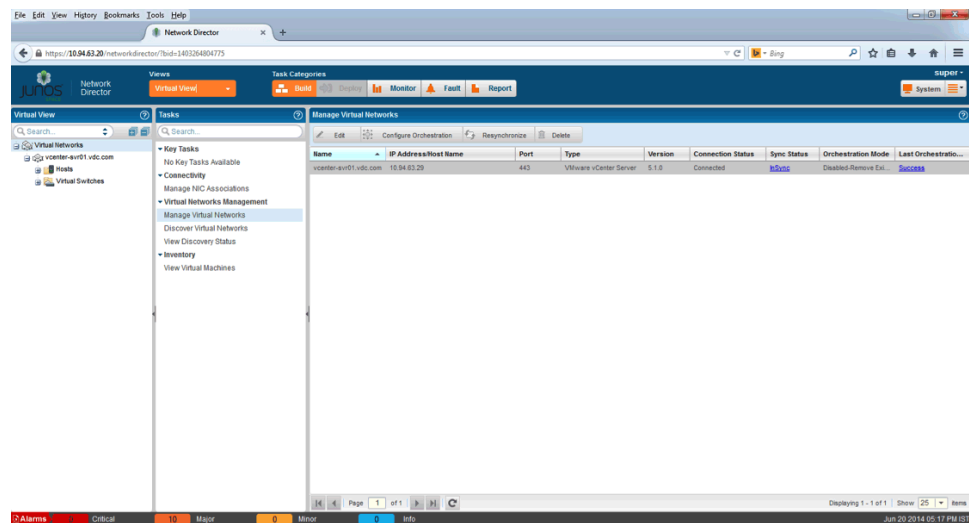 File Edit View History Bookmarks Tools Help
Network Director
https://10.94.63.20/networkdirector/?bid=1403264804775
Bing
JUNOS
Network Director
Views
Virtual View
Task Categories
Build Deploy Monitor Fault Report
super
System
Virtual View
Search...
Virtual Networks
vcenter-svr01.vdc.com
Hosts
Virtual Switches
Tasks
Search...
Key Tasks
No Key Tasks Available
Connectivity
Manage NIC Associations
Virtual Networks Management
Manage Virtual Networks
Discover Virtual Networks
View Discovery Status
Inventory
View Virtual Machines
Manage Virtual Networks
Edit Configure Orchestration Resynchronize Delete
Name IP Address/Host Name Port Type Version Connection Status Sync Status Orchestration Mode Last Orchestratio...
vcenter-svr01.vdc.com 10.94.63.29 443 VMware vCenter Server 5.1.0 Connected InSync Disabled-Remove Exi... Success
Page 1 of 1
Displaying 1 - 1 of 1 Show 25 items
Alarms Critical 10 Major 0 Minor 0 Info
Jun 20 2014 05:17 PM IST